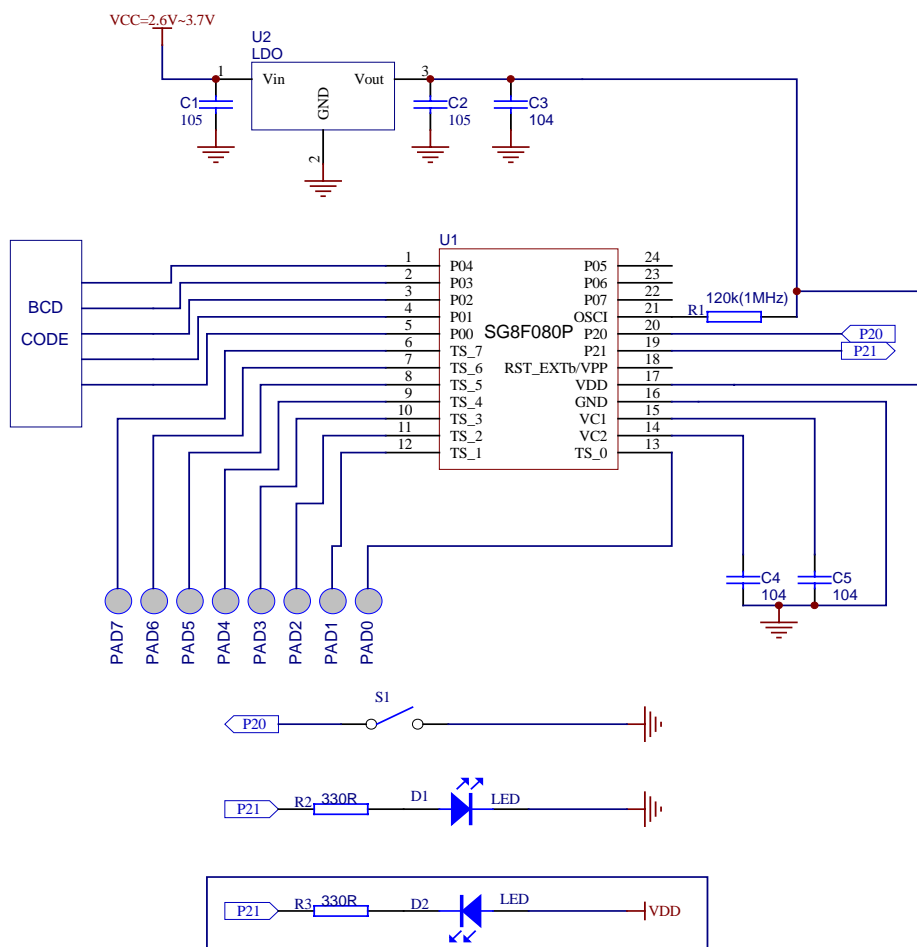 VCC=2.6V~3.7V
U2
LDO
1 Vin Vout 3
GND
2
C1
105
C2
105
C3
104
U1
SG8F080P
BCD
CODE
1 P04 P05 24
2 P03 P06 23
3 P02 P07 22
4 P01 OSCI 21
5 P00 P20 20
6 TS_7 P21 19
7 TS_6 RST_EXTb/VPP 18
8 TS_5 VDD 17
9 TS_4 GND 16
10 TS_3 VC1 15
11 TS_2 VC2 14
12 TS_1 TS_0 13
R1 120k(1MHz)
P20
P21
C4
104
C5
104
PAD7 PAD6 PAD5 PAD4 PAD3 PAD2 PAD1 PAD0
S1
P20
P21 R2 330R D1 LED
P21 R3 330R D2 LED VDD